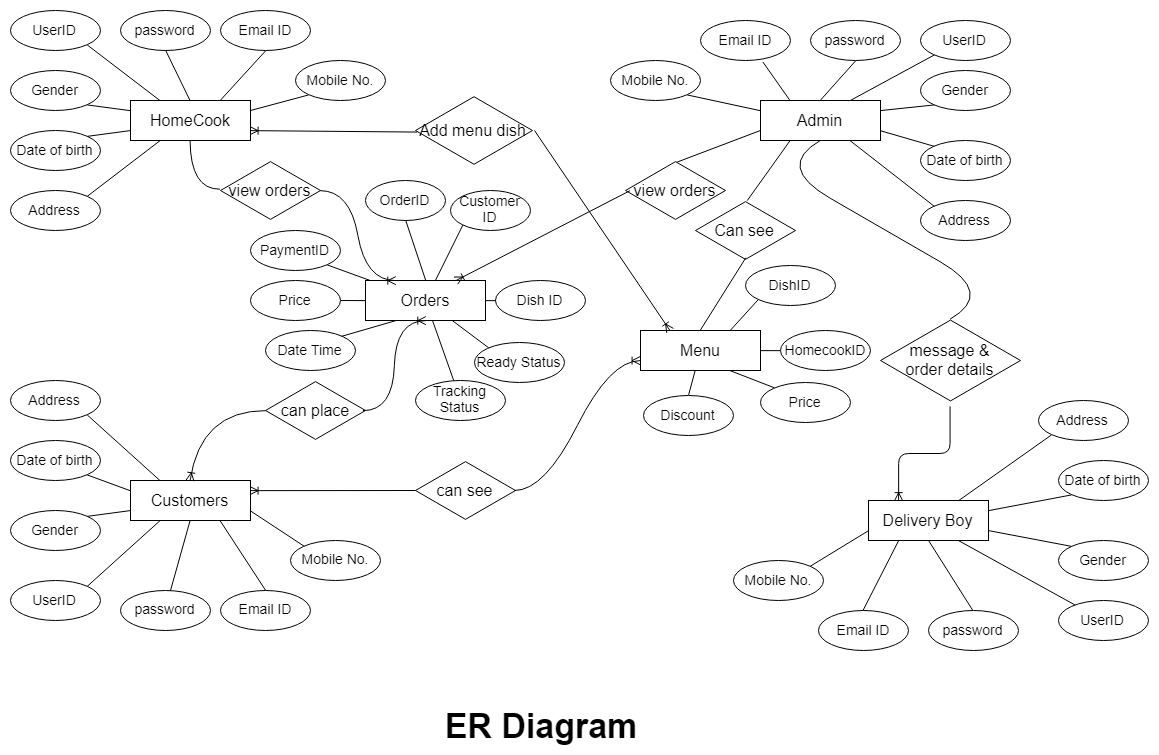 UserID
password
Email ID
Mobile No.
Gender
HomeCook
Date of birth
Address
Add menu dish
view orders
Email ID
password
UserID
Mobile No.
Gender
Admin
Date of birth
Address
view orders
Can see
OrderID
Customer
ID
PaymentID
Price
Orders
Dish ID
Date Time
Ready Status
Tracking
Status
DishID
Menu
HomecookID
Discount
Price
message &
order details
can place
can see
Address
Date of birth
Customers
Gender
Mobile No.
UserID
password
Email ID
Address
Date of birth
Delivery Boy
Gender
Mobile No.
UserID
Email ID
password
ER Diagram